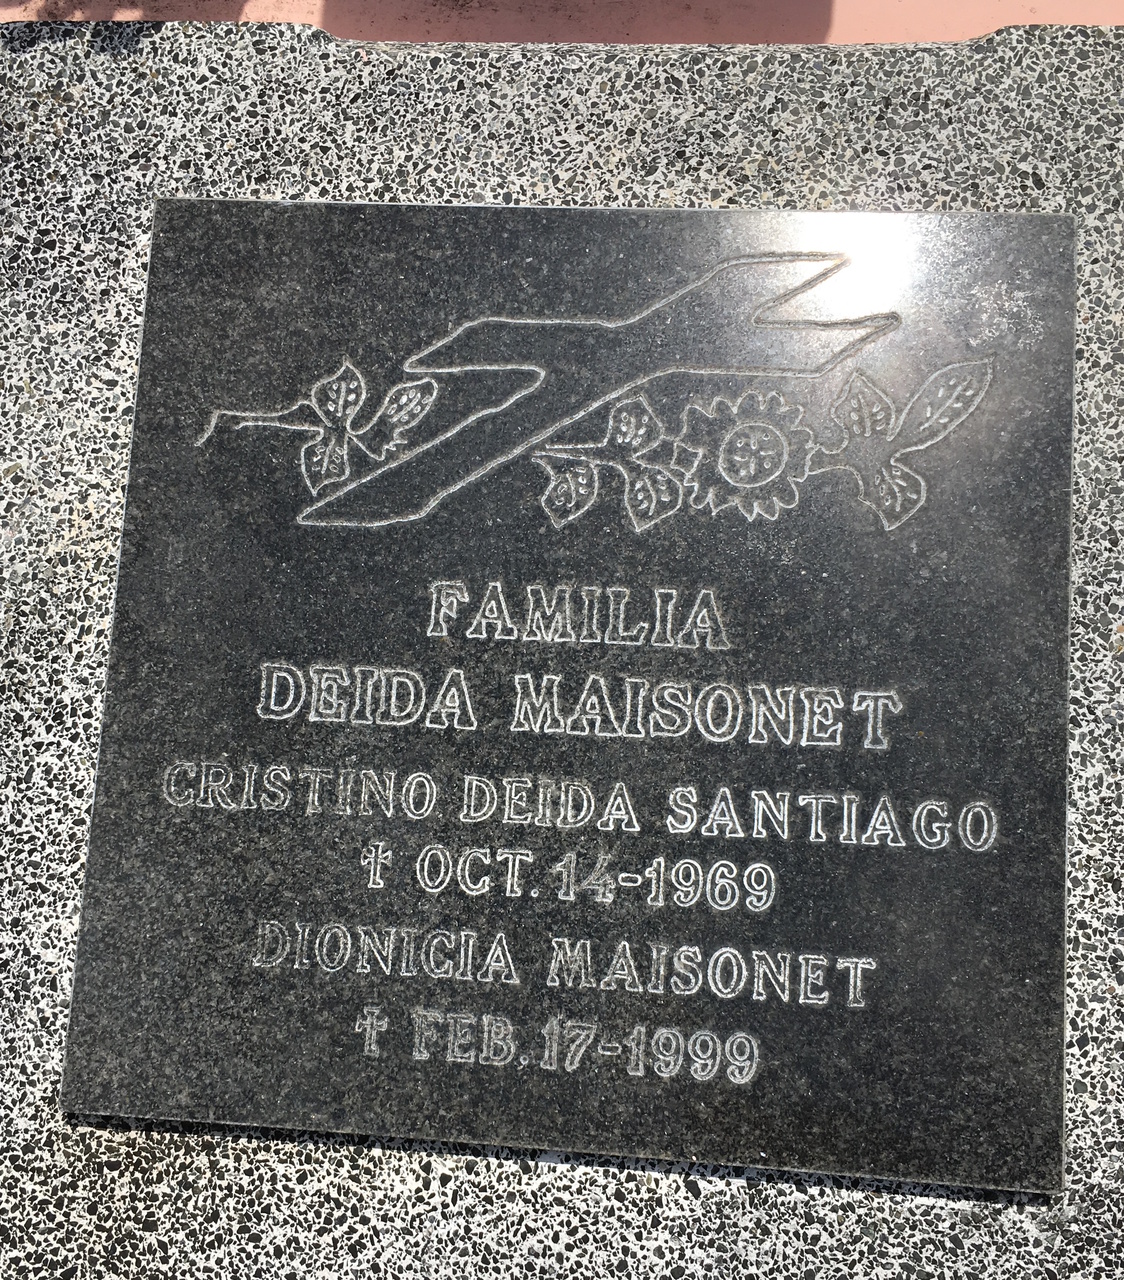 FAMILIA
DEIDA MAISONET
CRISTINO DEIDA SANTIAGO
✝ OCT. 14-1969
DIONICIA MAISONET
✝ FEB. 17-1999